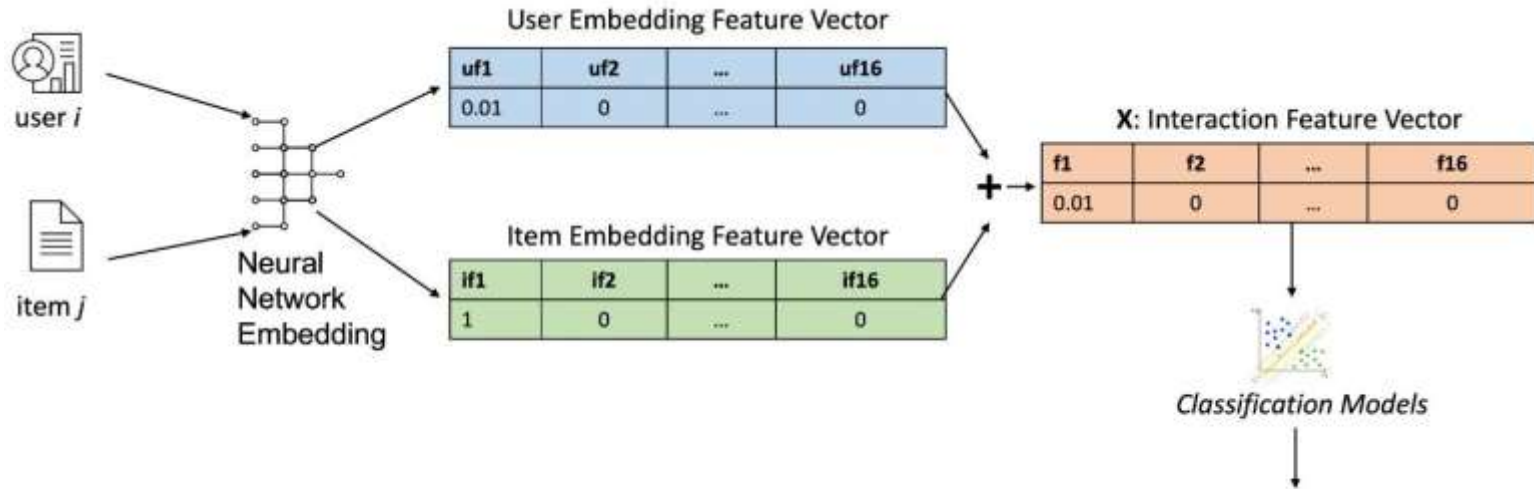 User Embedding Feature Vector
uf1 uf2 ... uf16
0.01 0 ... 0
user i
X: Interaction Feature Vector
f1 f2 ... f16
0.01 0 ... 0
+
Item Embedding Feature Vector
if1 if2 ... if16
1 0 ... 0
item j
Neural
Network
Embedding
Classification Models